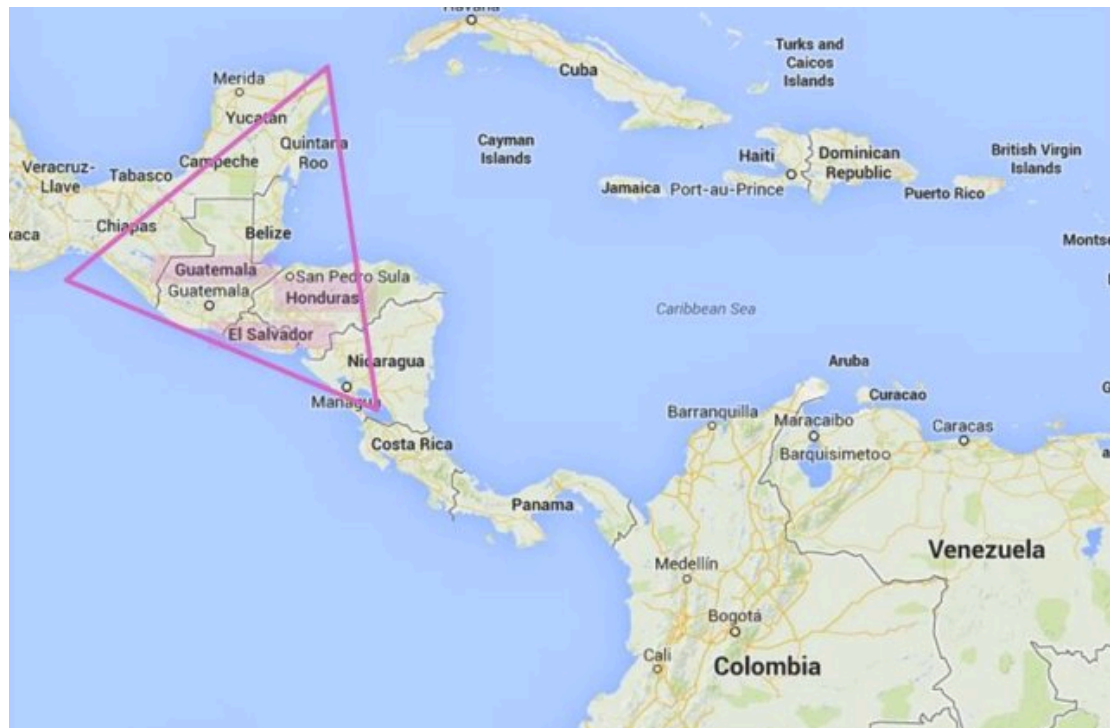 Havana
Turks and
Caicos
Islands
Cuba
Merida
Yucatan
Cayman
Islands
Quintana
Roo
Campeche
Veracruz-
Llave
Tabasco
Haiti
Dominican
Republic
British Virgin
Islands
Jamaica
Port-au-Prince
Puerto Rico
Chiapas
xaca
Belize
Montse
Guatemala
San Pedro Sula
Guatemala
Honduras
Caribbean Sea
El Salvador
Nicaragua
Aruba
Managua
Curacao
G
Barranquilla
Maracaibo
Caracas
Costa Rica
Barquisimeto
a
Panama
Venezuela
Medellín
Bogotá
Cali
Colombia